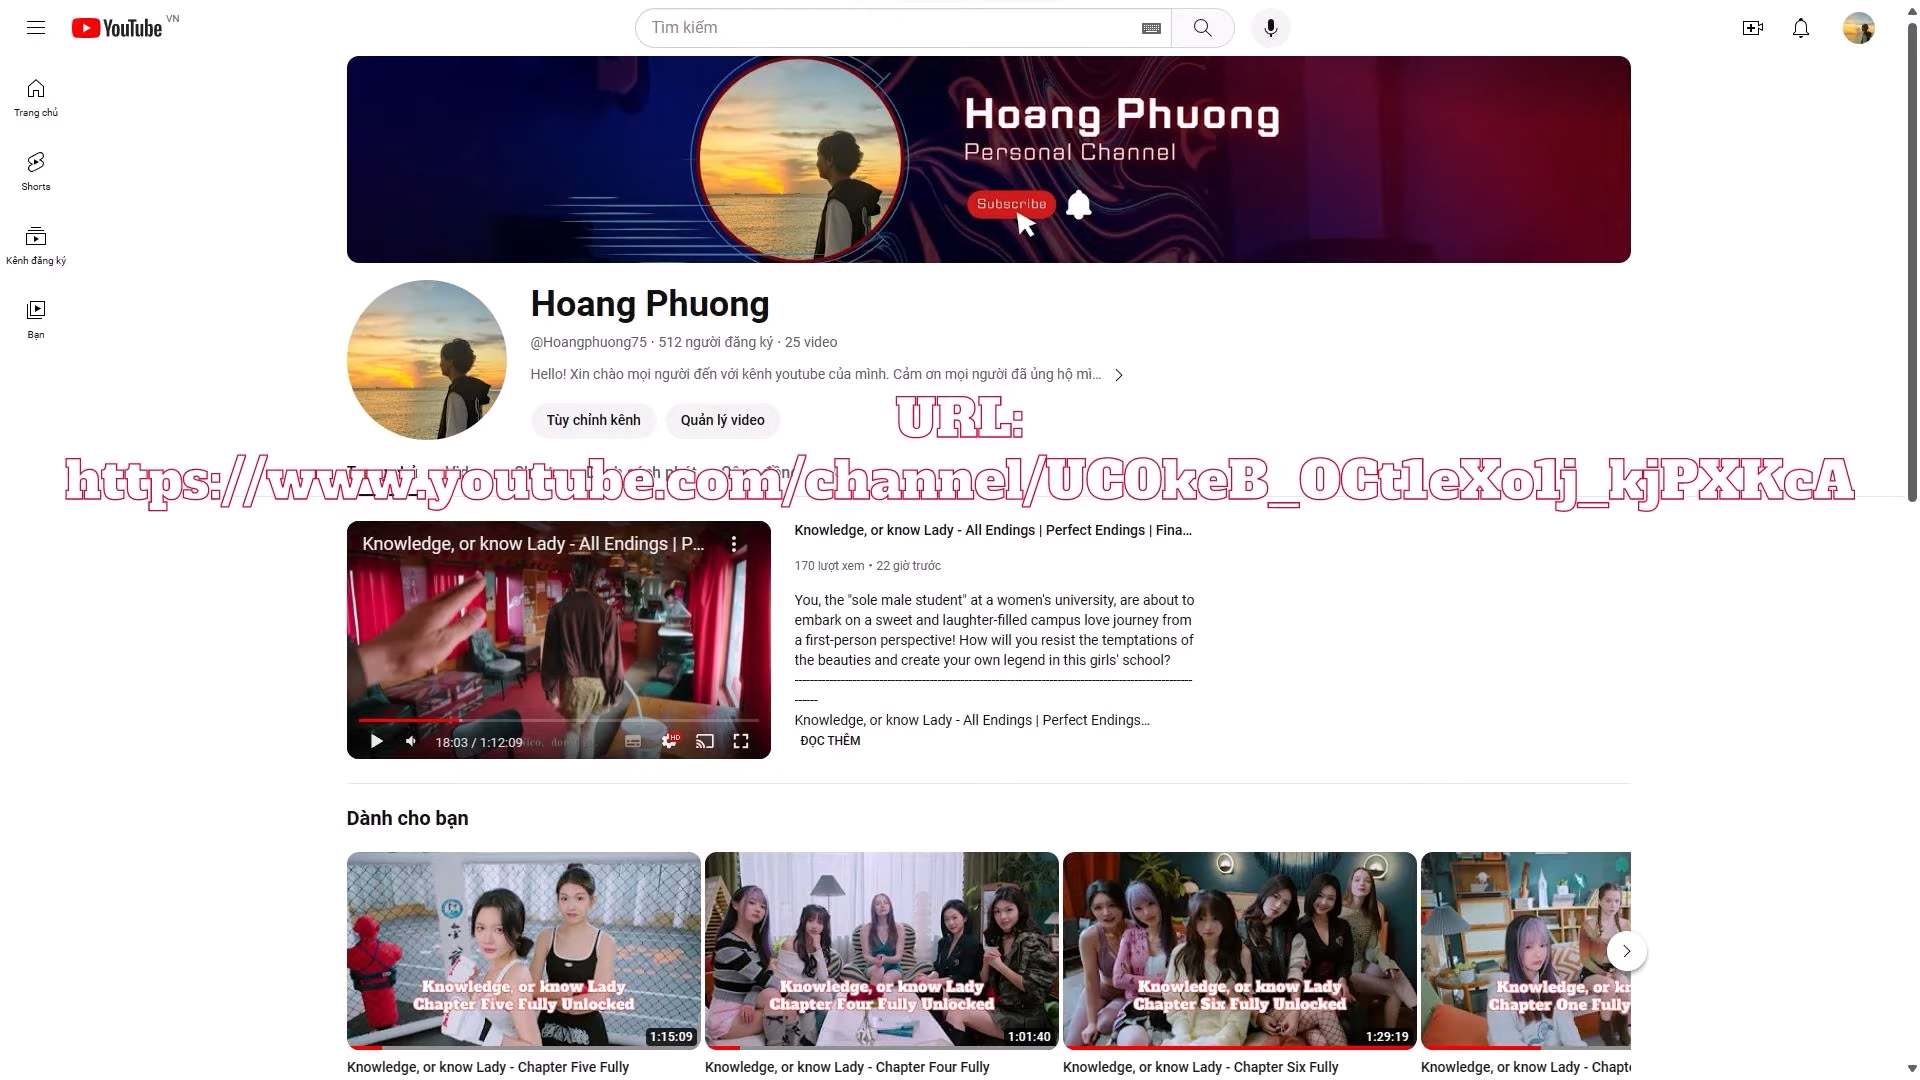 YouTube VN
Tìm kiếm
Trang chủ
Shorts
Kênh đăng ký
Bạn
Hoang Phuong
Personal Channel
Subscribe
Hoang Phuong
@Hoangphuong75 · 512 người đăng ký · 25 video
Hello! Xin chào mọi người đến với kênh youtube của mình. Cảm ơn mọi người đã ủng hộ mì...
Tùy chỉnh kênh
Quản lý video
URL:
https://www.youtube.com/channel/UC0keB_OCt1eXo1j_kjPXKcA
Knowledge, or know Lady - All Endings | P...
18:03 / 1:12:09
HD
Knowledge, or know Lady - All Endings | Perfect Endings | Fina...
170 lượt xem • 22 giờ trước
You, the "sole male student" at a women's university, are about to
embark on a sweet and laughter-filled campus love journey from
a first-person perspective! How will you resist the temptations of
the beauties and create your own legend in this girls' school?
----------------------------------------------------------------------------------------------------
------
Knowledge, or know Lady - All Endings | Perfect Endings...
ĐỌC THÊM
Dành cho bạn
Knowledge, or know Lady
Chapter Five Fully Unlocked
1:15:09
Knowledge, or know Lady - Chapter Five Fully
Knowledge, or know Lady
Chapter Four Fully Unlocked
1:01:40
Knowledge, or know Lady - Chapter Four Fully
Knowledge, or know Lady
Chapter Six Fully Unlocked
1:29:19
Knowledge, or know Lady - Chapter Six Fully
Knowledge, or kn
Chapter One Fully
Knowledge, or know Lady - Chapt